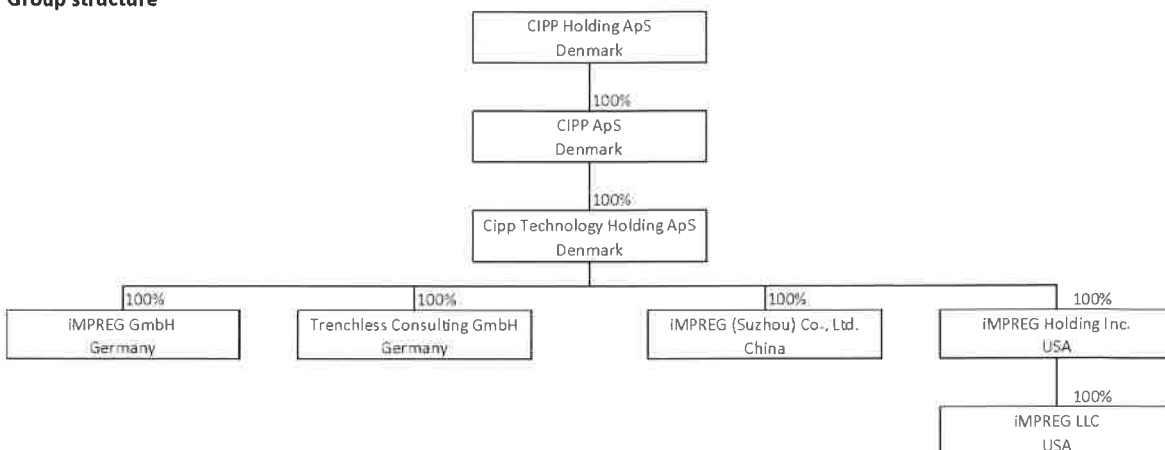 Group structure
CIPP Holding ApS
Denmark
100%
CIPP ApS
Denmark
100%
Cipp Technology Holding ApS
Denmark
100%
100%
100%
100%
iMPREG GmbH
Germany
Trenchless Consulting GmbH
Germany
iMPREG (Suzhou) Co., Ltd.
China
iMPREG Holding Inc.
USA
100%
iMPREG LLC
USA